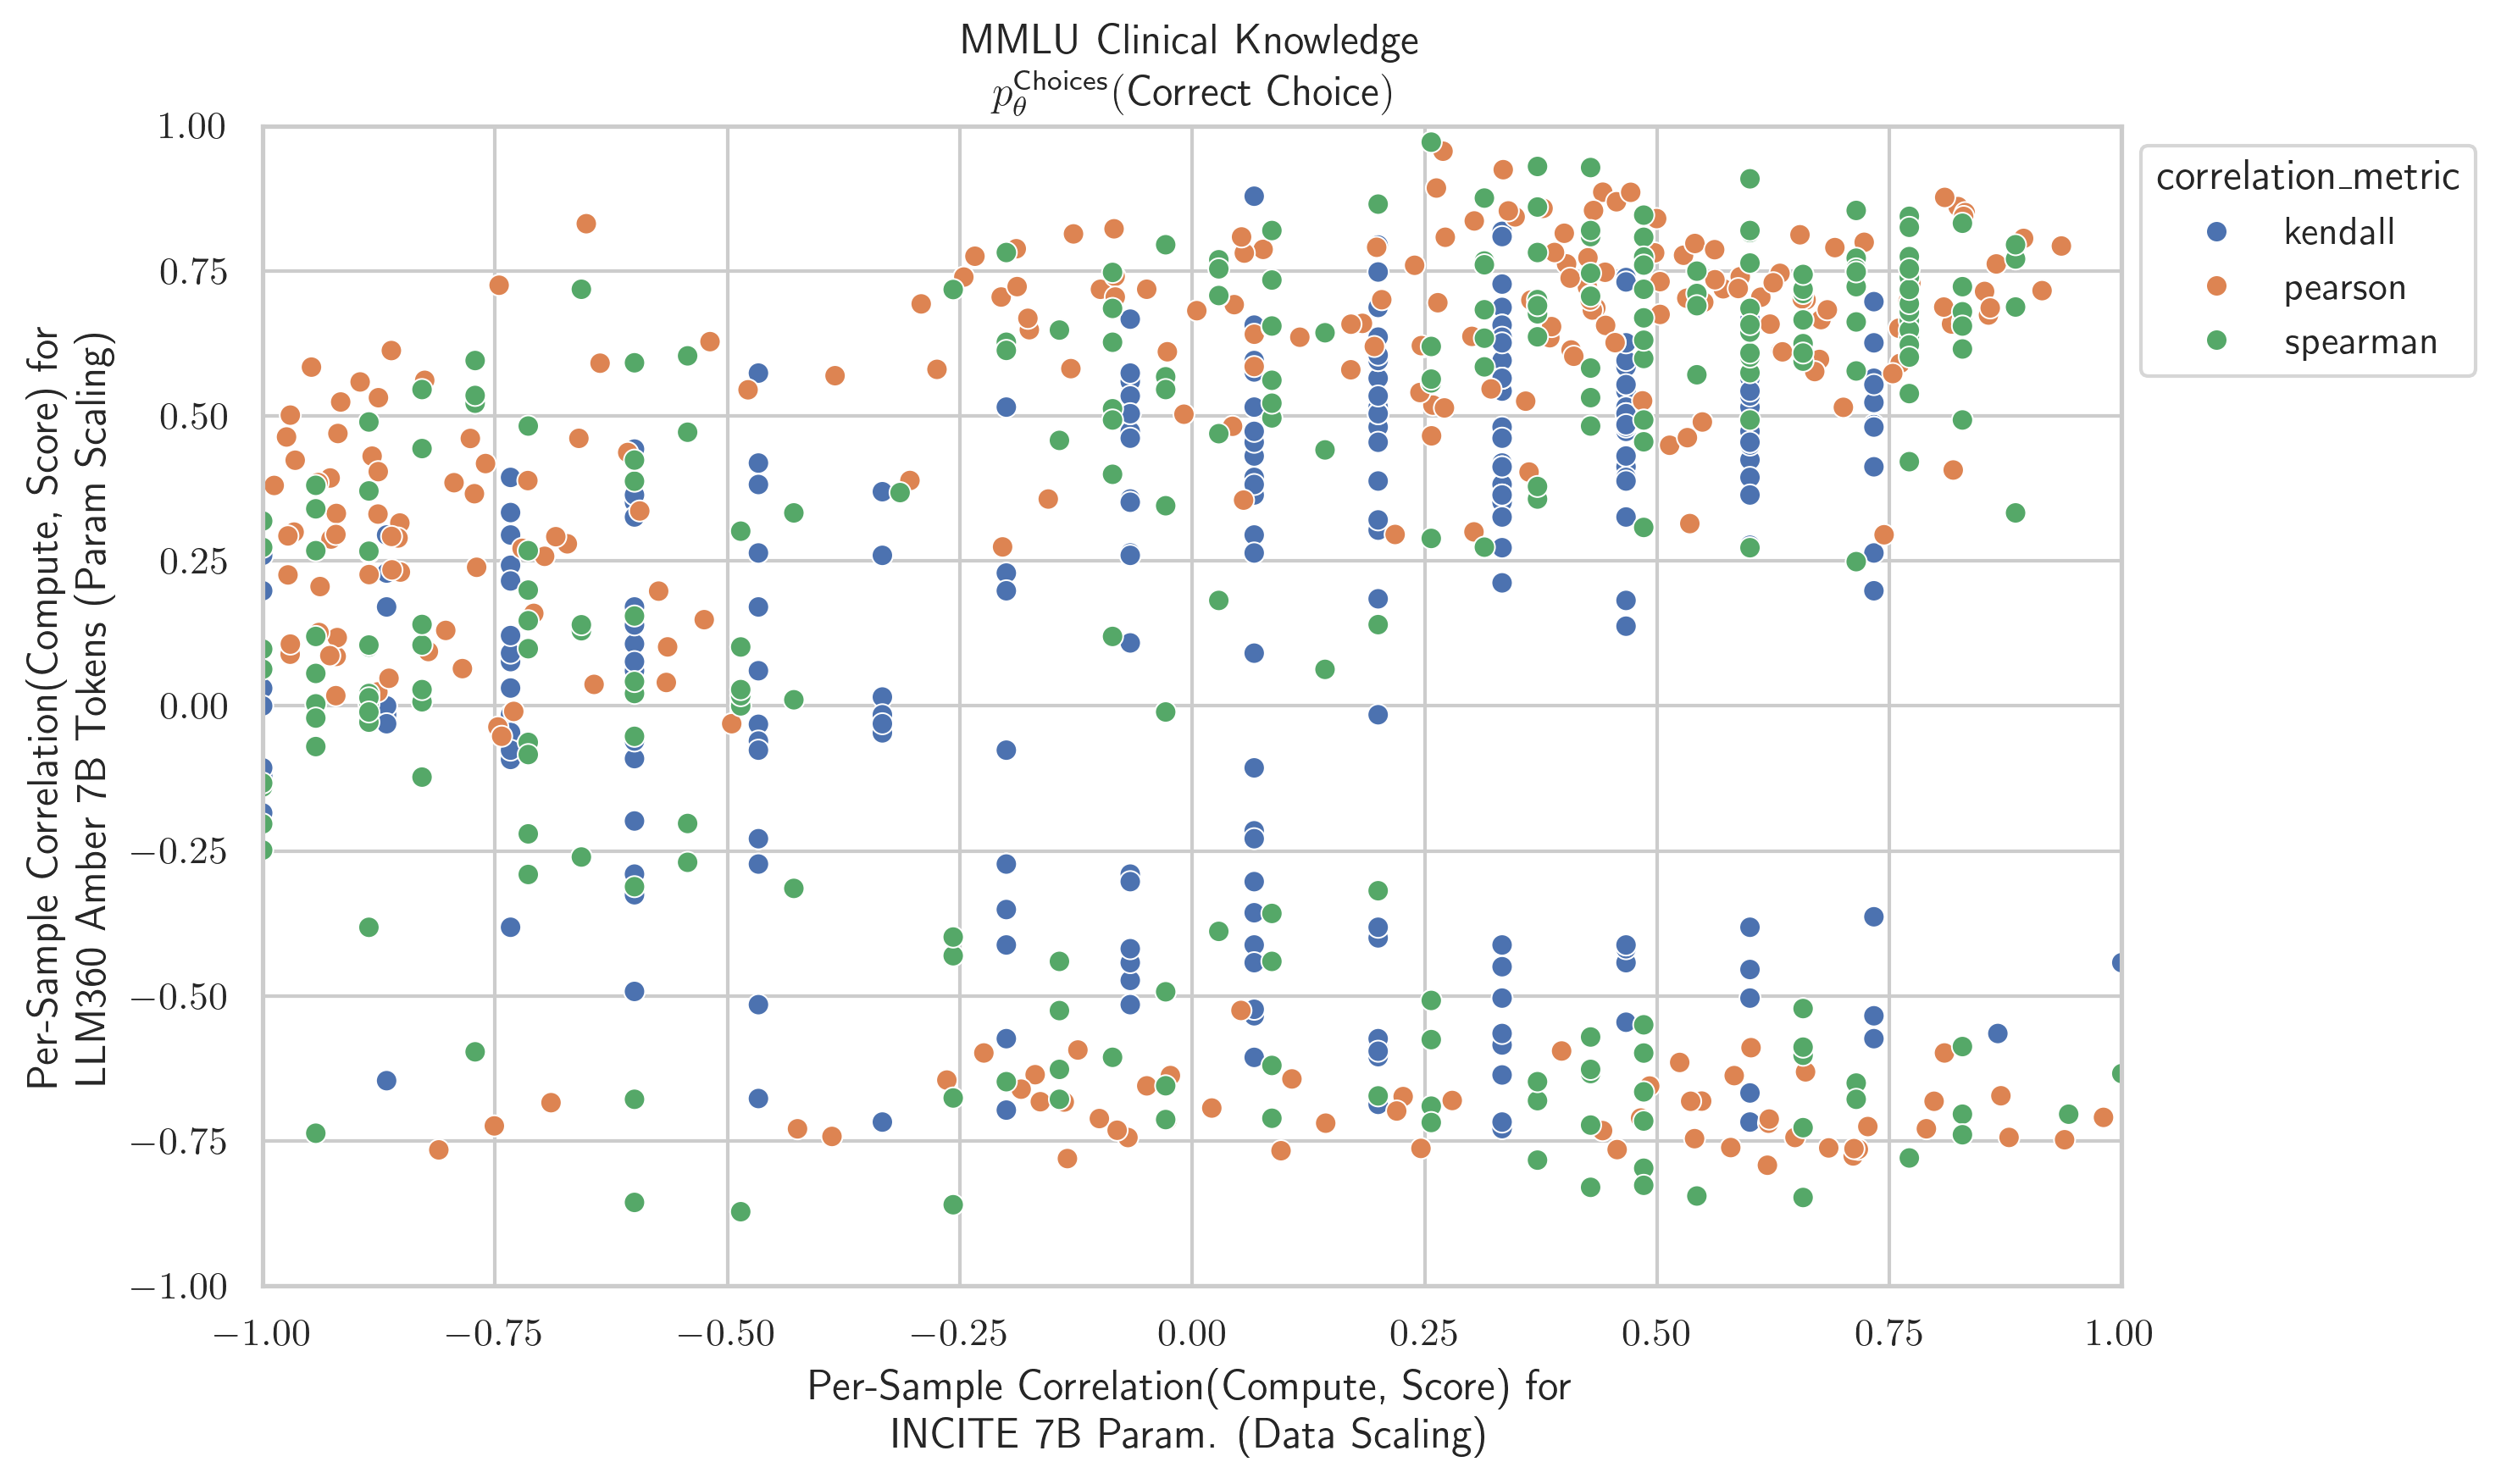 MMLU Clinical Knowledge
p_θ^Choices(Correct Choice)
1.00
0.75
0.50
0.25
0.00
−0.25
−0.50
−0.75
−1.00
Per-Sample Correlation(Compute, Score) for
LLM360 Amber 7B Tokens (Param Scaling)
correlation_metric
kendall
pearson
spearman
−1.00 −0.75 −0.50 −0.25 0.00 0.25 0.50 0.75 1.00
Per-Sample Correlation(Compute, Score) for
INCITE 7B Param. (Data Scaling)